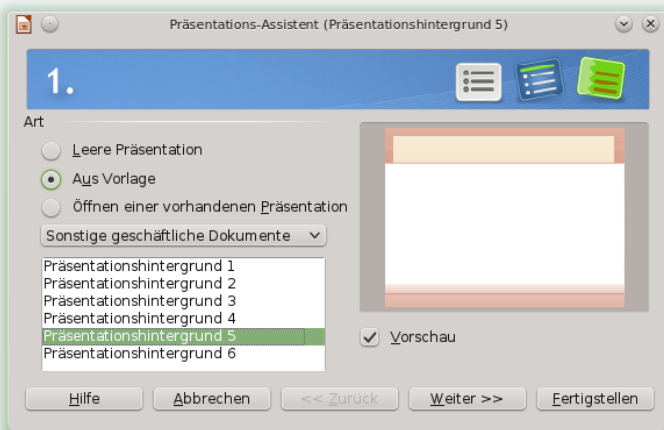 Präsentations-Assistent (Präsentationshintergrund 5)
1.
Art
Leere Präsentation
Aus Vorlage
Öffnen einer vorhandenen Präsentation
Sonstige geschäftliche Dokumente
Präsentationshintergrund 1
Präsentationshintergrund 2
Präsentationshintergrund 3
Präsentationshintergrund 4
Präsentationshintergrund 5
Präsentationshintergrund 6
Vorschau
Hilfe Abbrechen << Zurück Weiter >> Fertigstellen